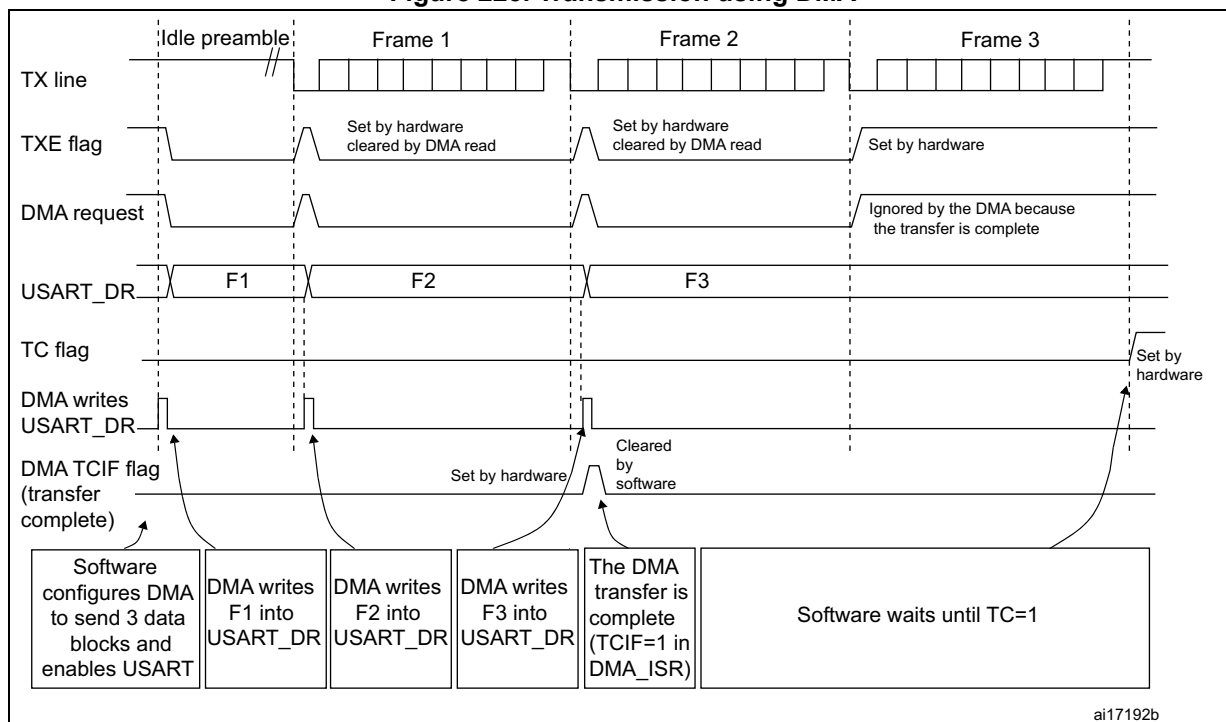 Idle preamble
Frame 1
Frame 2
Frame 3
TX line
TXE flag
Set by hardware
cleared by DMA read
Set by hardware
cleared by DMA read
Set by hardware
DMA request
Ignored by the DMA because
the transfer is complete
USART_DR
F1
F2
F3
TC flag
Set by
hardware
DMA writes
USART_DR
DMA TCIF flag
(transfer
complete)
Set by hardware
Cleared
by
software
Software
configures DMA
to send 3 data
blocks and
enables USART
DMA writes
F1 into
USART_DR
DMA writes
F2 into
USART_DR
DMA writes
F3 into
USART_DR
The DMA
transfer is
complete
(TCIF=1 in
DMA_ISR)
Software waits until TC=1
ai17192b